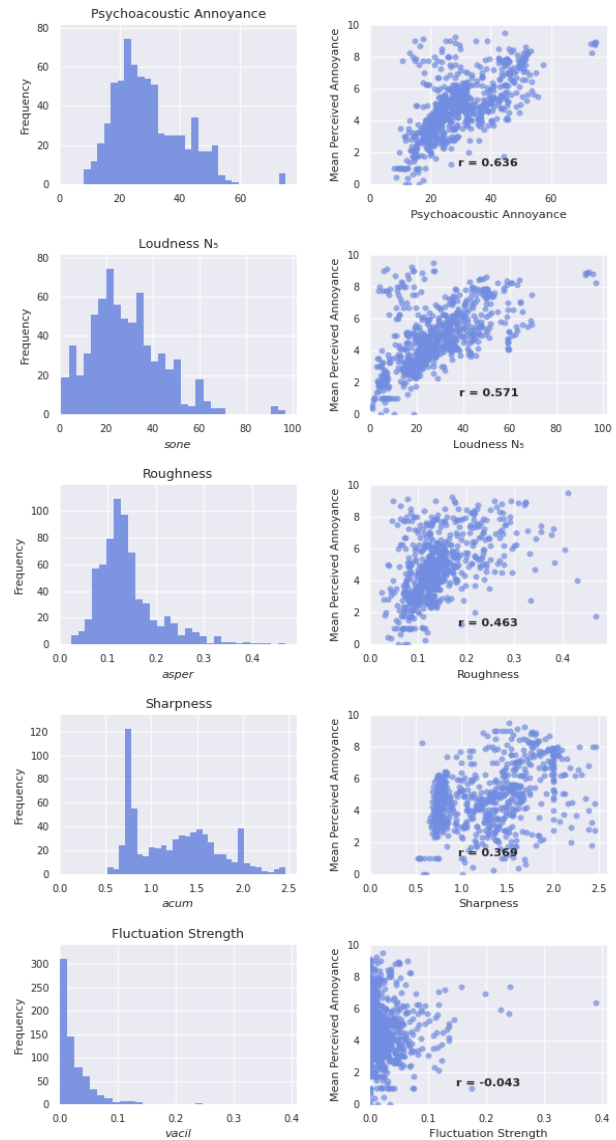 Psychoacoustic Annoyance
Frequency
80
60
40
20
0
0 20 40 60
Mean Perceived Annoyance
10
8
6
4
2
0
r = 0.636
0 20 40 60
Psychoacoustic Annoyance
Loudness N₅
Frequency
80
60
40
20
0
0 20 40 60 80 100
sone
Mean Perceived Annoyance
10
8
6
4
2
0
r = 0.571
0 20 40 60 80 100
Loudness N₅
Roughness
Frequency
100
80
60
40
20
0
0.0 0.1 0.2 0.3 0.4
asper
Mean Perceived Annoyance
10
8
6
4
2
0
r = 0.463
0.0 0.1 0.2 0.3 0.4
Roughness
Sharpness
Frequency
120
100
80
60
40
20
0
0.0 0.5 1.0 1.5 2.0 2.5
acum
Mean Perceived Annoyance
10
8
6
4
2
0
r = 0.369
0.0 0.5 1.0 1.5 2.0 2.5
Sharpness
Fluctuation Strength
Frequency
300
250
200
150
100
50
0
0.0 0.1 0.2 0.3 0.4
vacil
Mean Perceived Annoyance
10
8
6
4
2
0
r = -0.043
0.0 0.1 0.2 0.3 0.4
Fluctuation Strength